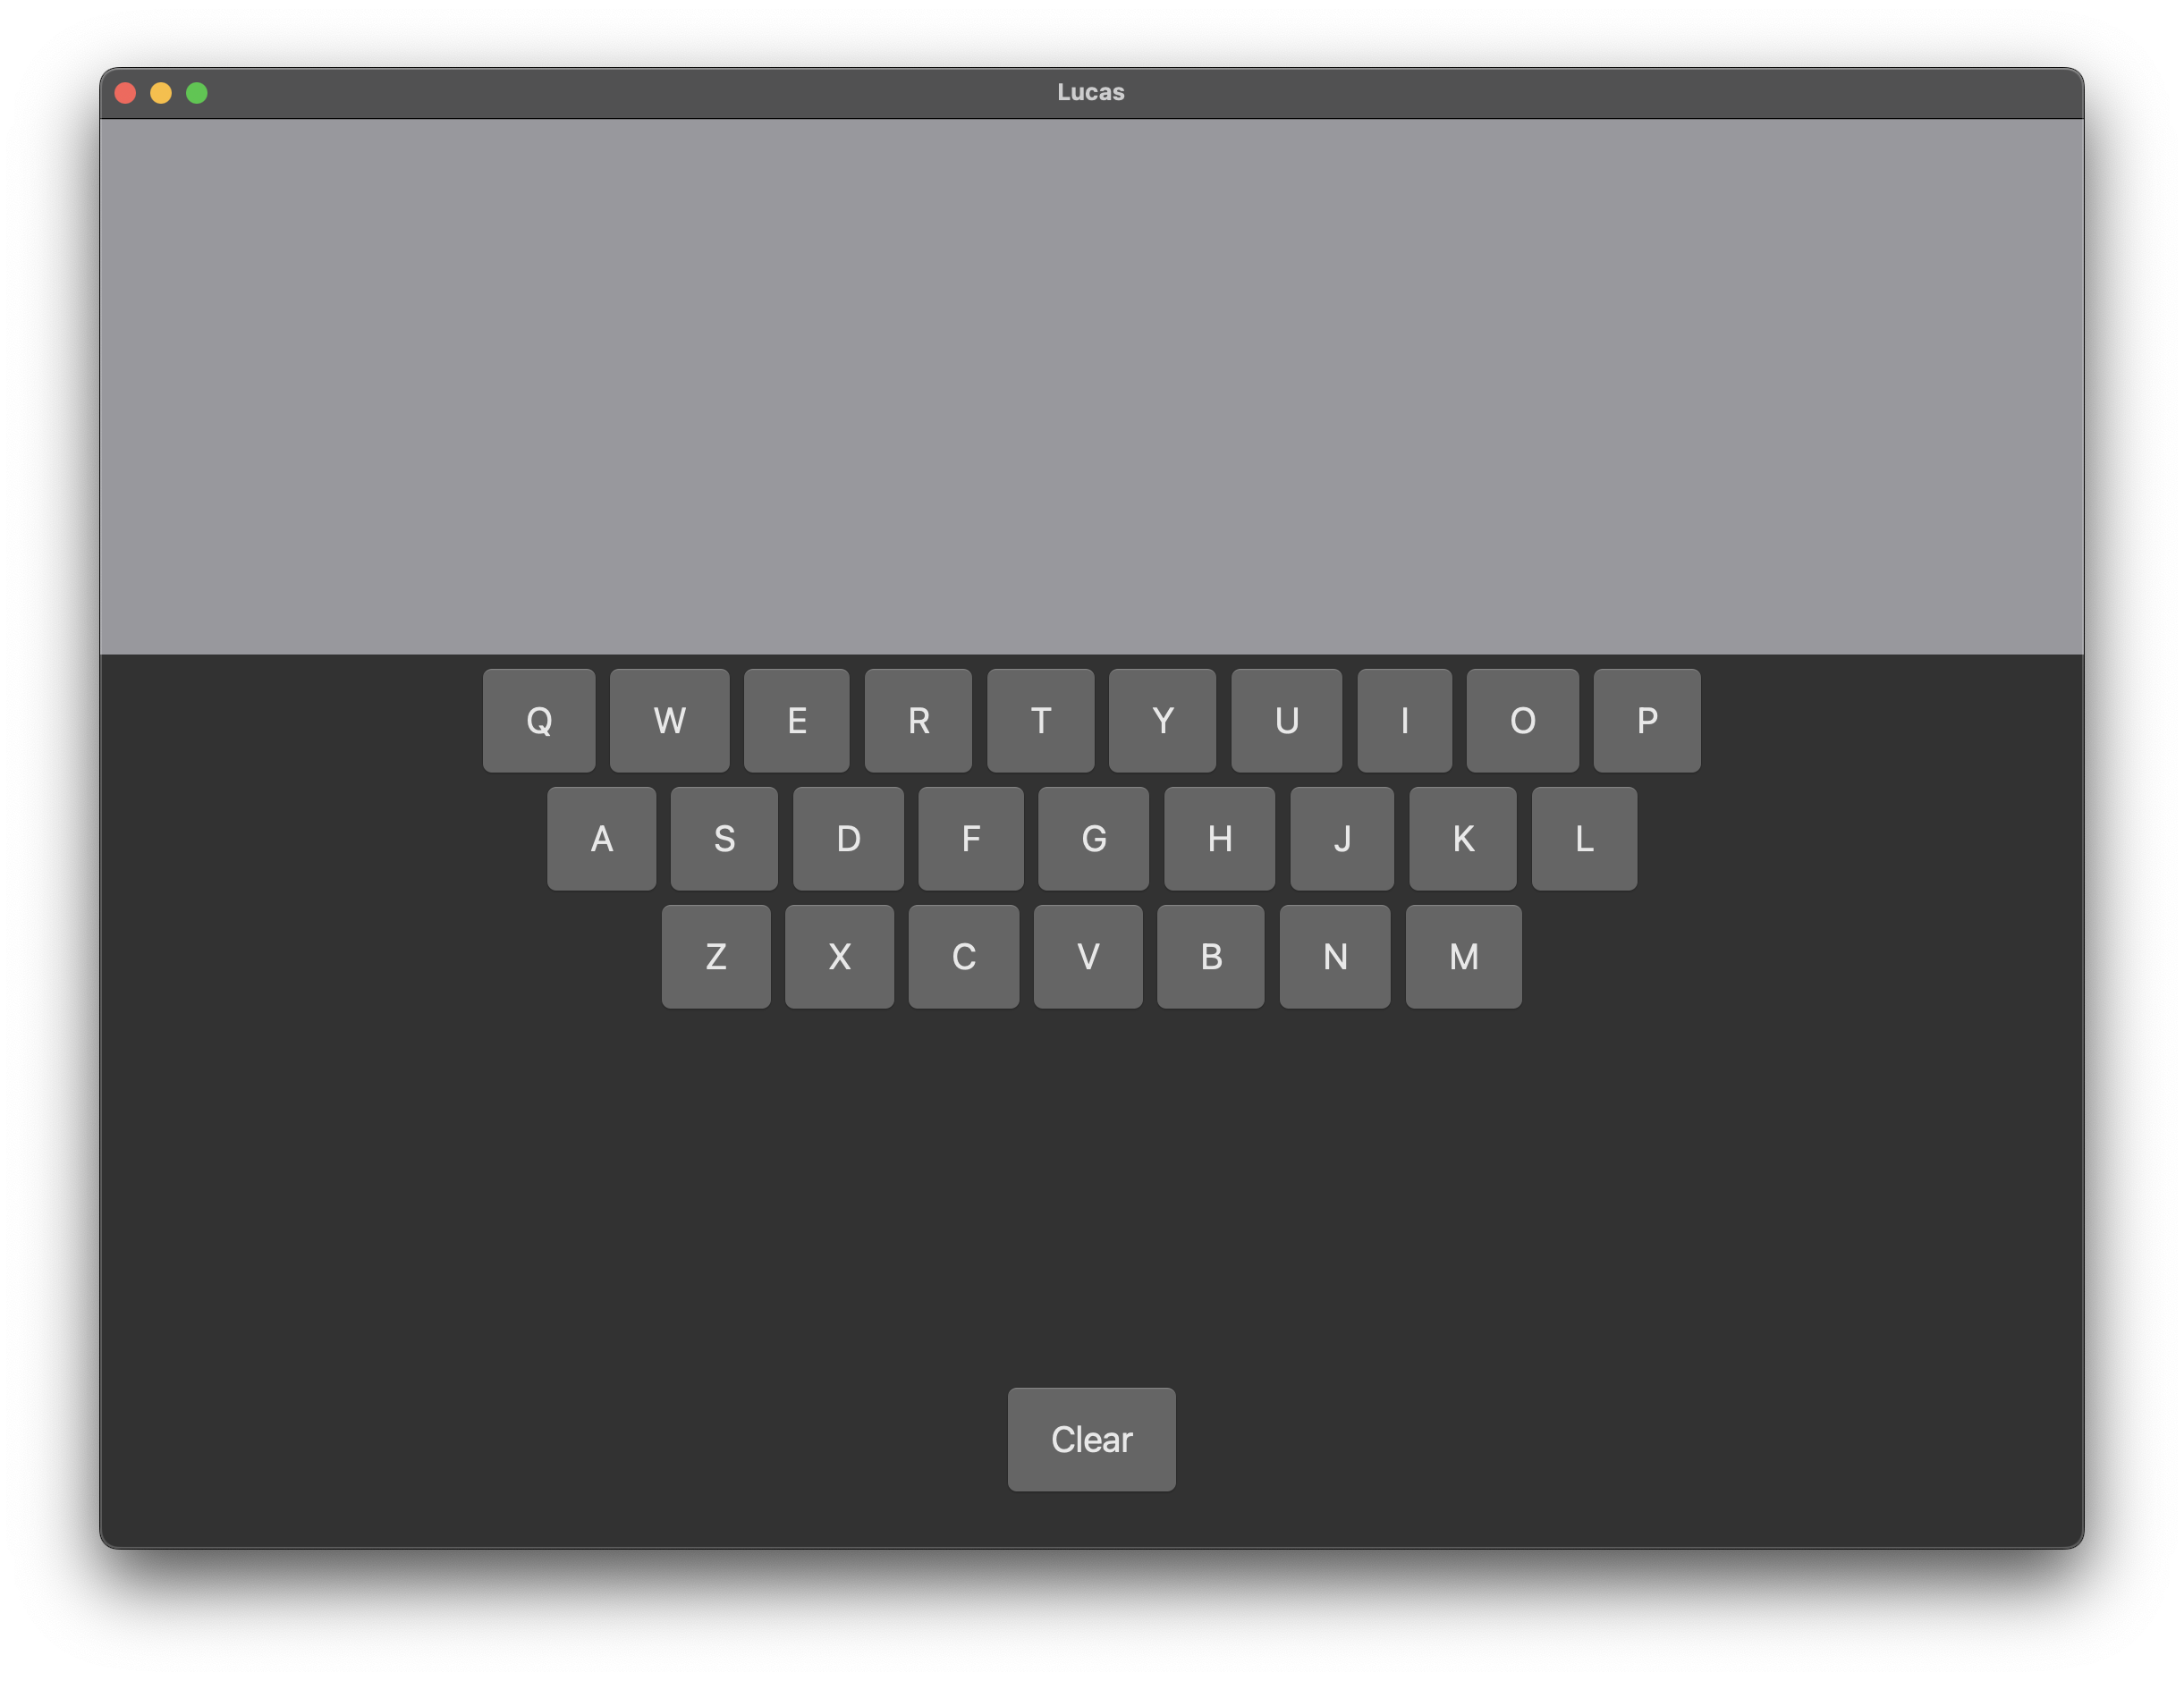 Lucas
Q W E R T Y U I O P
A S D F G H J K L
Z X C V B N M
Clear